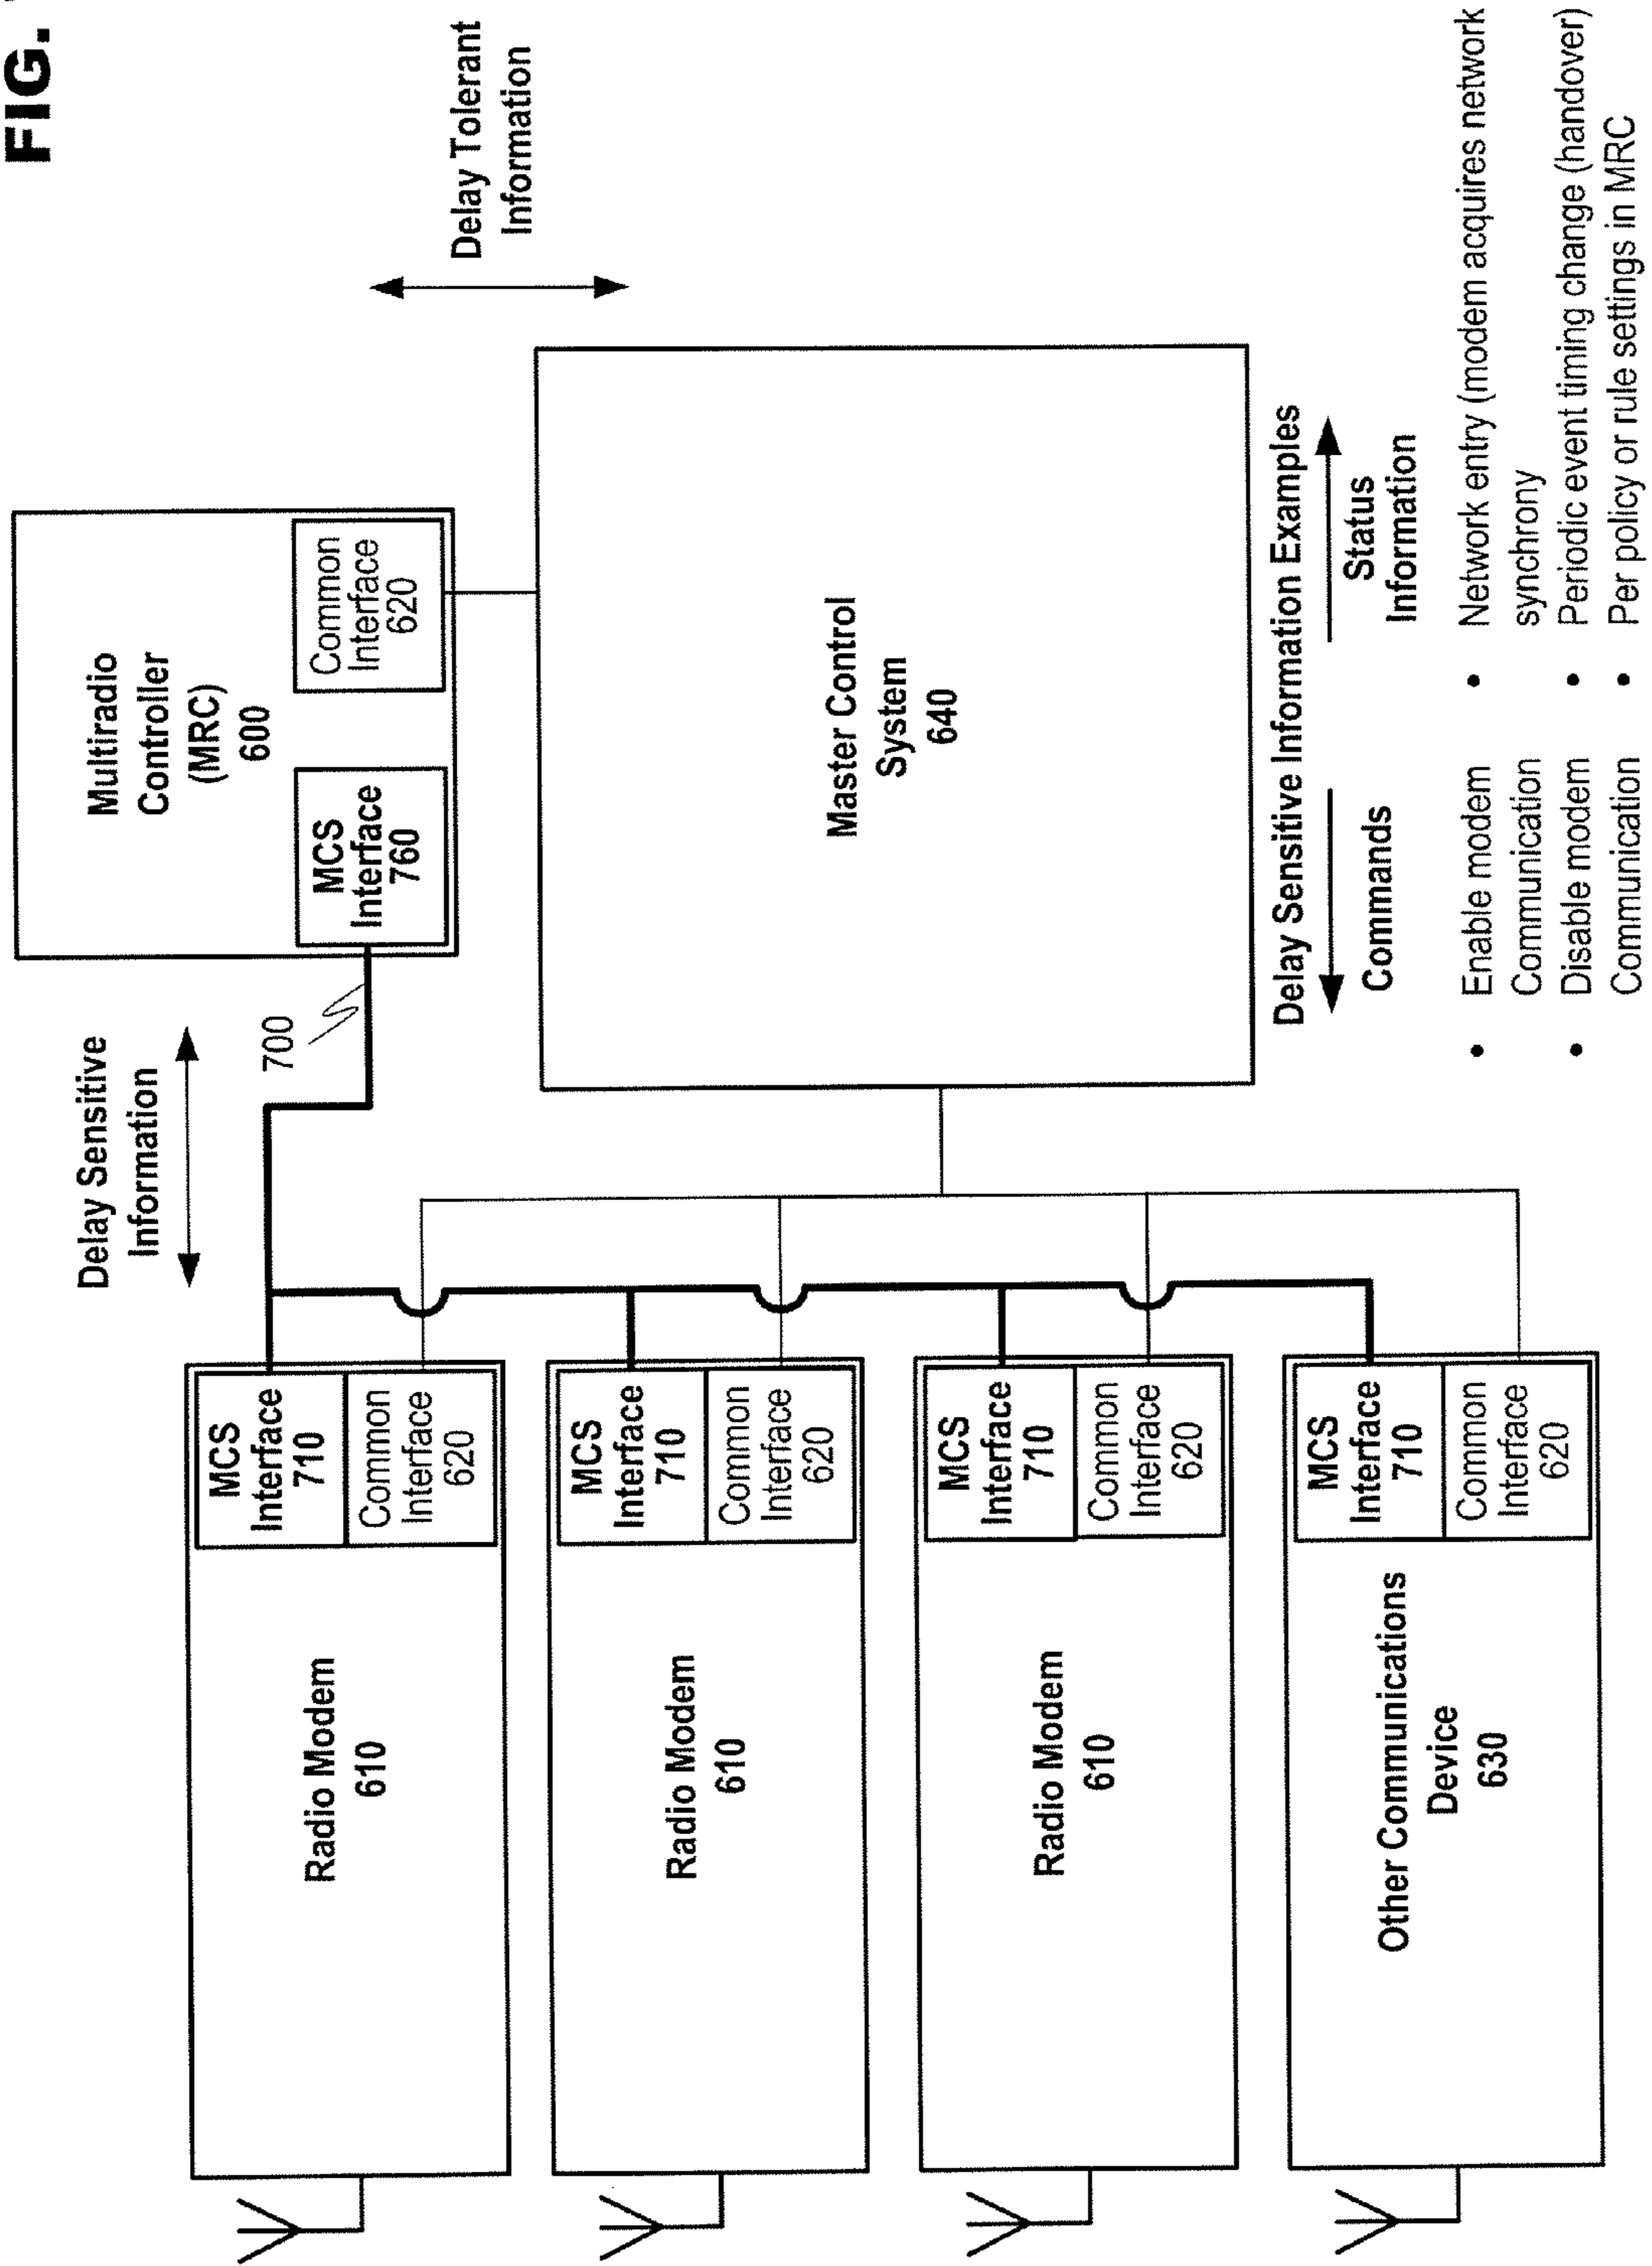 FIG.
Delay Sensitive
Information
700
Multiradio
Controller
(MRC)
600
MCS
Interface
760
Common
Interface
620
Delay Tolerant
Information
Radio Modem
610
MCS
Interface
710
Common
Interface
620
Radio Modem
610
MCS
Interface
710
Common
Interface
620
Radio Modem
610
MCS
Interface
710
Common
Interface
620
Other Communications
Device
630
MCS
Interface
710
Common
Interface
620
Master Control
System
640
Delay Sensitive Information Examples
Commands
Status
Information
• Enable modem
Communication
• Disable modem
Communication
• Network entry (modem acquires network
synchrony
• Periodic event timing change (handover)
• Per policy or rule settings in MRC